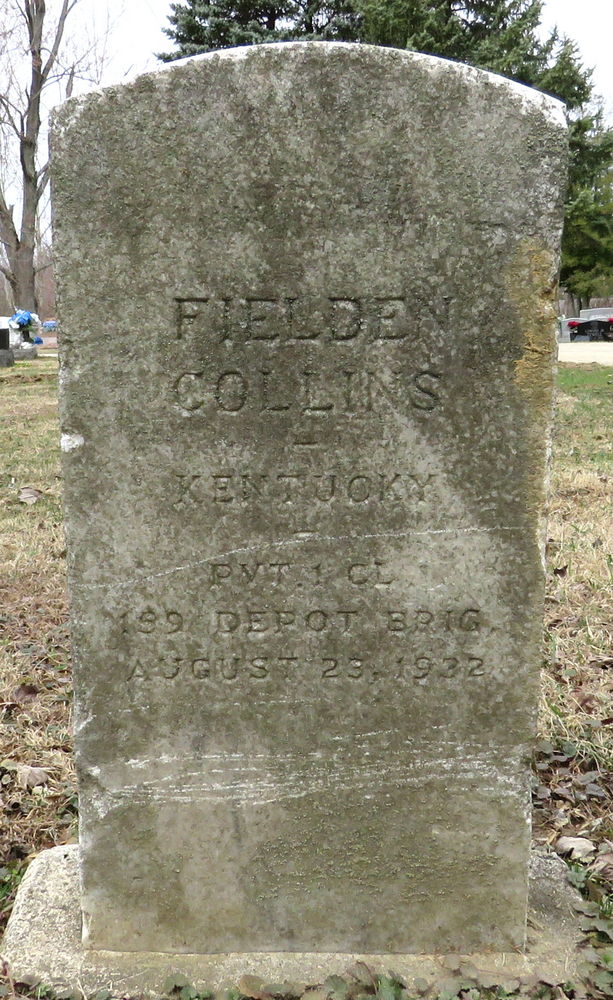 FIELDEN
COLLINS
KENTUCKY
PVT. 1 CL.
159 DEPOT BRIG.
AUGUST 23, 1932